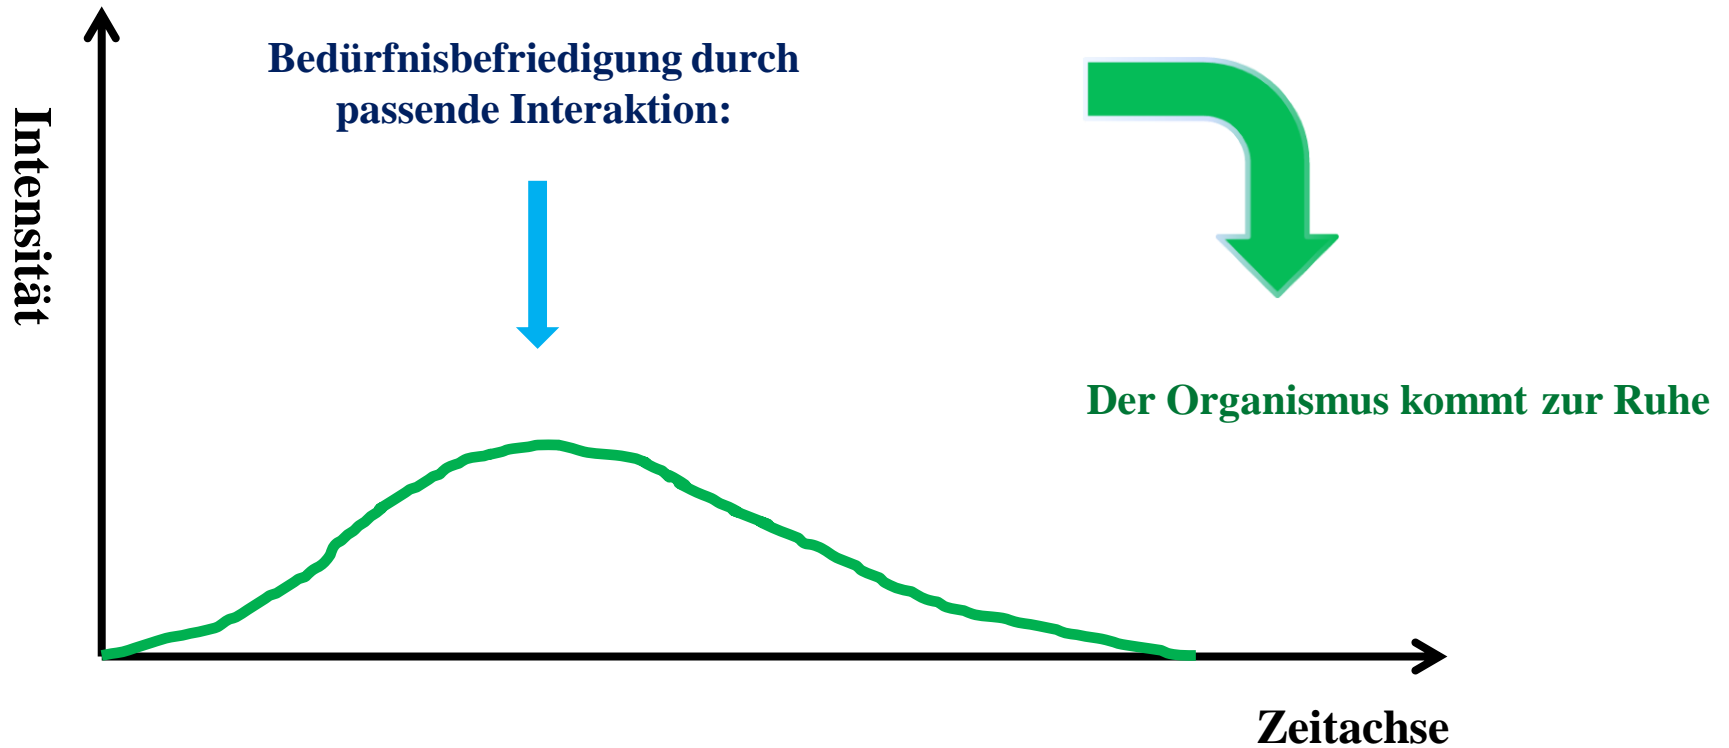 Bedürfnisbefriedigung durch
passende Interaktion:
Intensität
Der Organismus kommt zur Ruhe
Zeitachse